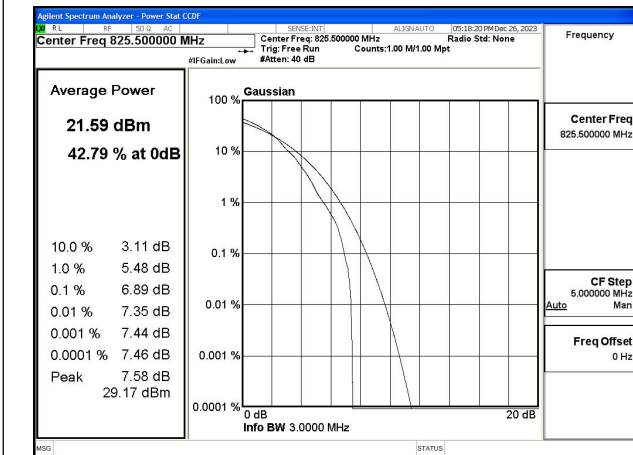 Agilent Spectrum Analyzer - Power Stat CCDF
RL RF 50 Ω AC SENSE:INT ALIGN AUTO 05:18:20 PM Dec 26, 2023
Center Freq 825.500000 MHz
Center Freq: 825.500000 MHz Radio Std: None
Trig: Free Run Counts:1.00 M/1.00 Mpt
#IFGain:Low #Atten: 40 dB
Frequency
Average Power
21.59 dBm
42.79 % at 0dB
10.0 % 3.11 dB
1.0 % 5.48 dB
0.1 % 6.89 dB
0.01 % 7.35 dB
0.001 % 7.44 dB
0.0001 % 7.46 dB
Peak 7.58 dB
29.17 dBm
Gaussian
100 %
10 %
1 %
0.1 %
0.01 %
0.001 %
0.0001 %
0 dB 20 dB
Info BW 3.0000 MHz
Center Freq
825.500000 MHz
CF Step
5.000000 MHz
Auto Man
Freq Offset
0 Hz
MSG STATUS